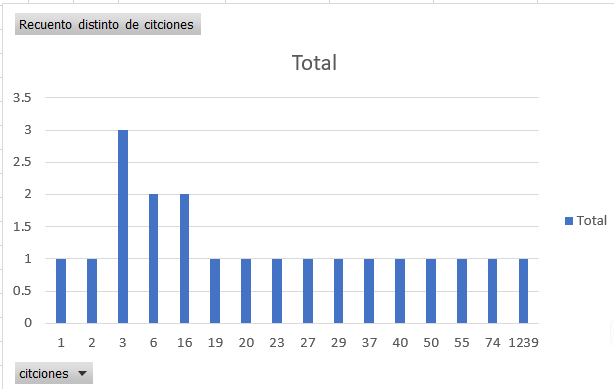 Recuento distinto de citciones
Total
3.5
3
2.5
2
1.5
1
0.5
0
1 2 3 6 16 19 20 23 27 29 37 40 50 55 74 1239
Total
citciones